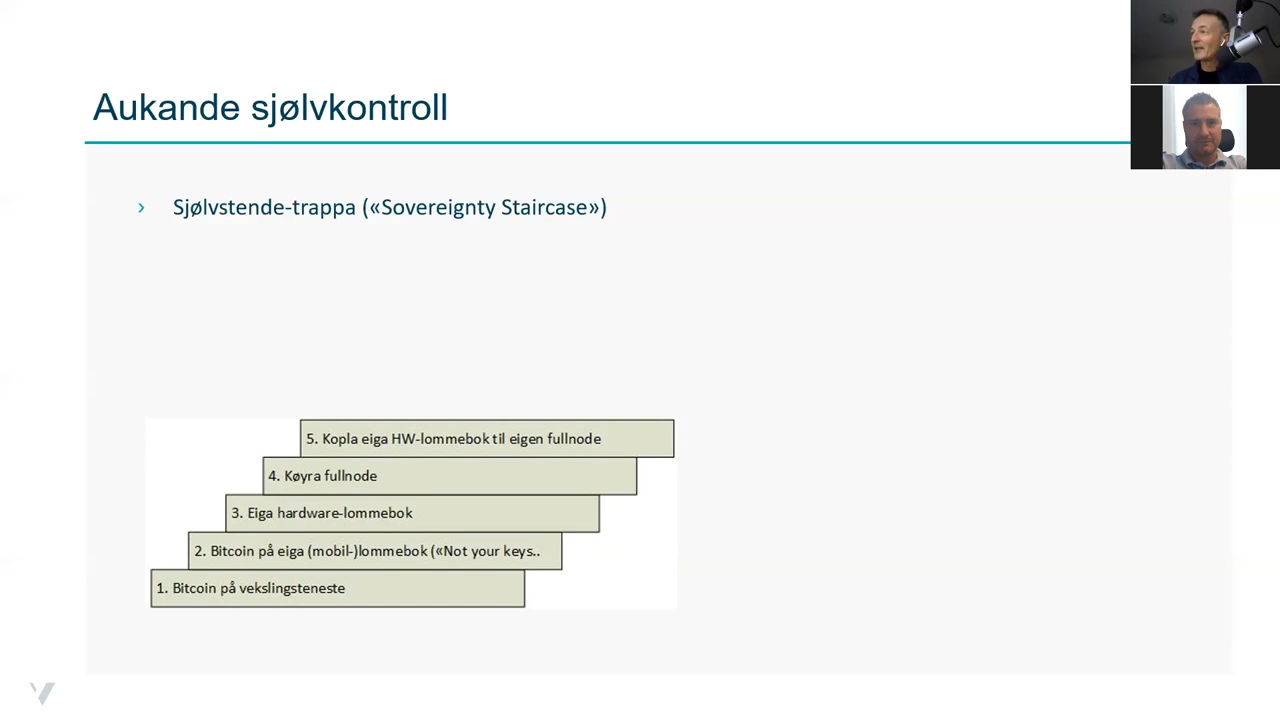 Aukande sjølvkontroll
› Sjølvstende-trappa («Sovereignty Staircase»)
5. Kopla eiga HW-lommebok til eigen fullnode
4. Køyra fullnode
3. Eiga hardware-lommebok
2. Bitcoin på eiga (mobil-)lommebok («Not your keys..
1. Bitcoin på vekslingsteneste